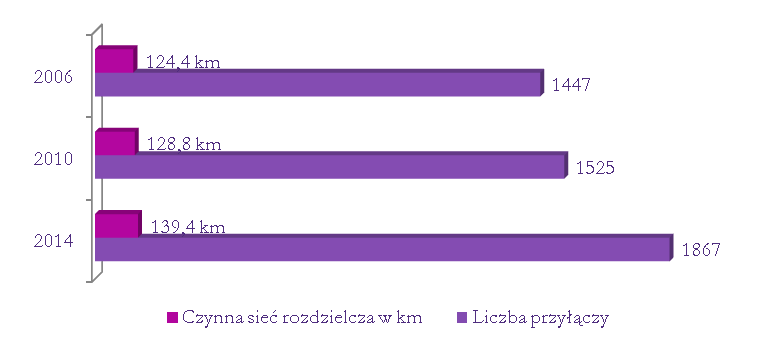 2006
124,4 km
1447
2010
128,8 km
1525
2014
139,4 km
1867
Czynna sieć rozdzielcza w km
Liczba przyłączy